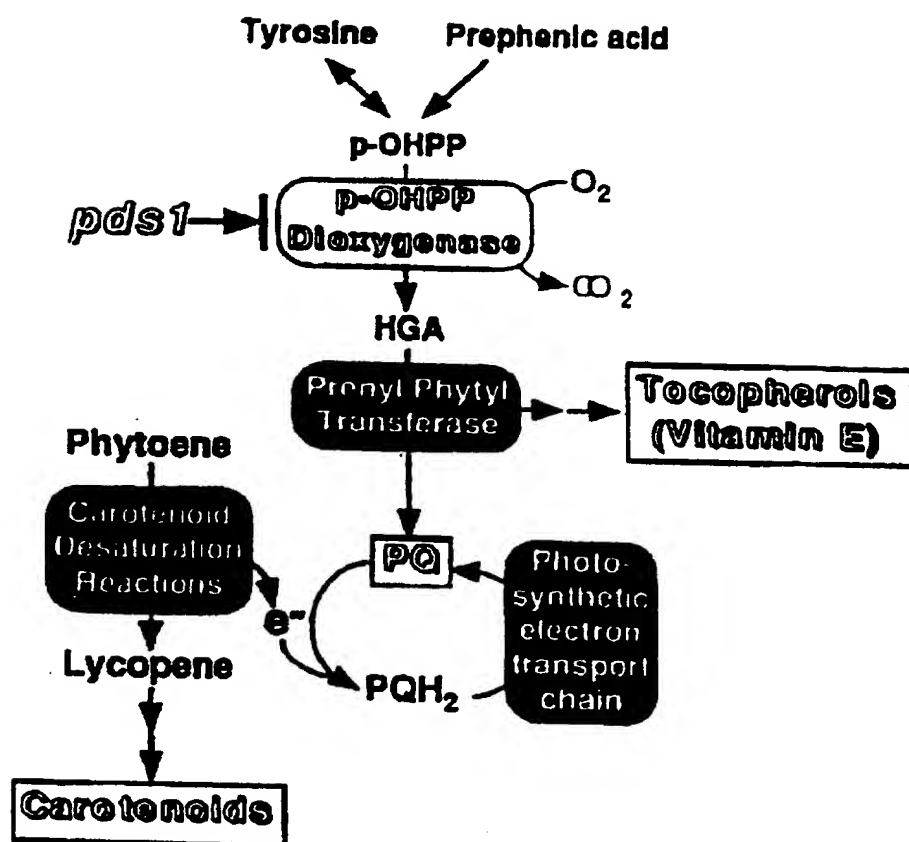 Tyrosine Prephenic acid
p-OHPP
pds1
p-OHPP
Dioxygenase
O2
CO2
HGA
Prenyl Phytyl
Transferase
Tocopherols
(Vitamin E)
Phytoene
Carotenoid
Desaturation
Reactions
PQ
Photo-
synthetic
electron
transport
chain
e-
Lycopene
PQH2
Carotenoids